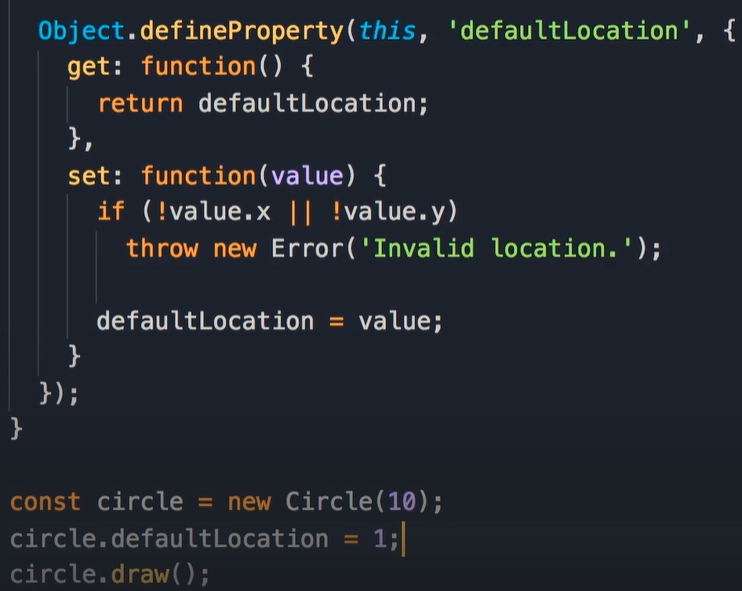 Object.defineProperty(this, 'defaultLocation', {
get: function() {
return defaultLocation;
},
set: function(value) {
if (!value.x || !value.y)
throw new Error('Invalid location.');
defaultLocation = value;
}
});
}
const circle = new Circle(10);
circle.defaultLocation = 1;
circle.draw();